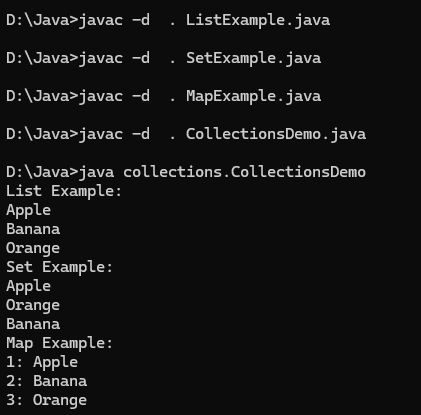 D:\Java>javac -d  . ListExample.java
D:\Java>javac -d  . SetExample.java
D:\Java>javac -d  . MapExample.java
D:\Java>javac -d  . CollectionsDemo.java
D:\Java>java collections.CollectionsDemo
List Example:
Apple
Banana
Orange
Set Example:
Apple
Orange
Banana
Map Example:
1: Apple
2: Banana
3: Orange